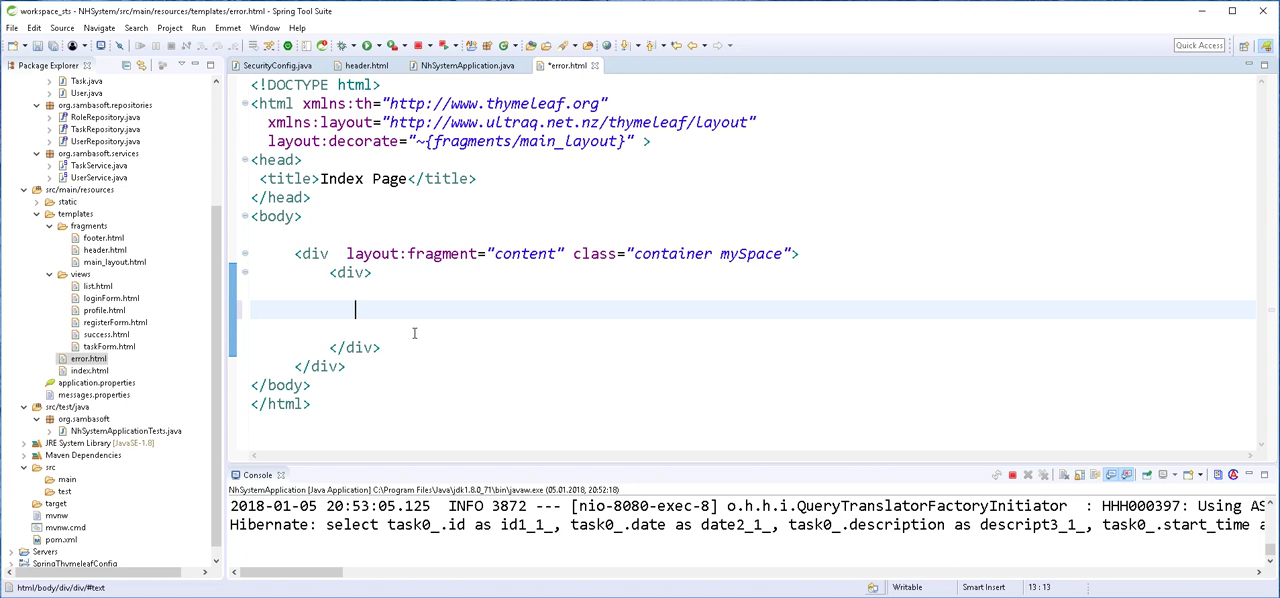 workspace_sts - NHSystem/src/main/resources/templates/error.html - Spring Tool Suite
File Edit Source Navigate Search Project Run Emmet Window Help
Quick Access
Package Explorer
SecurityConfig.java header.html NhSystemApplication.java *error.html
Task.java
User.java
org.sambasoft.repositories
RoleRepository.java
TaskRepository.java
UserRepository.java
org.sambasoft.services
TaskService.java
UserService.java
src/main/resources
static
templates
fragments
footer.html
header.html
main_layout.html
views
list.html
loginForm.html
profile.html
registerForm.html
success.html
taskForm.html
error.html
index.html
application.properties
messages.properties
src/test/java
org.sambasoft
NhSystemApplicationTests.java
JRE System Library [JavaSE-1.8]
Maven Dependencies
src
main
test
target
mvnw
mvnw.cmd
pom.xml
Servers
SpringThymeleafConfig
<!DOCTYPE html>
<html xmlns:th="http://www.thymeleaf.org"
xmlns:layout="http://www.ultraq.net.nz/thymeleaf/layout"
layout:decorate="~{fragments/main_layout}" >
<head>
<title>Index Page</title>
</head>
<body>
<div layout:fragment="content" class="container mySpace">
<div>
</div>
</div>
</body>
</html>
Console
NhSystemApplication [Java Application] C:\Program Files\Java\jdk1.8.0_71\bin\javaw.exe (05.01.2018, 20:52:18)
2018-01-05 20:53:05.125 INFO 3872 --- [nio-8080-exec-8] o.h.h.i.QueryTranslatorFactoryInitiator : HHH000397: Using AS
Hibernate: select task0_.id as id1_1_, task0_.date as date2_1_, task0_.description as descript3_1_, task0_.start_time a
html/body/div/div/#text
Writable Smart Insert 13 : 13